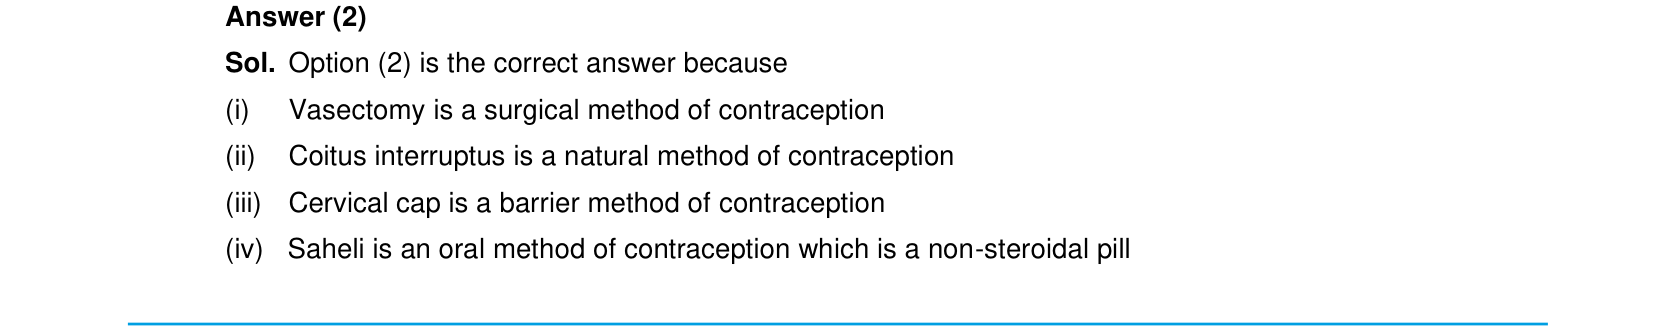 Answer (2)
Sol. Option (2) is the correct answer because
(i) Vasectomy is a surgical method of contraception
(ii) Coitus interruptus is a natural method of contraception
(iii) Cervical cap is a barrier method of contraception
(iv) Saheli is an oral method of contraception which is a non-steroidal pill